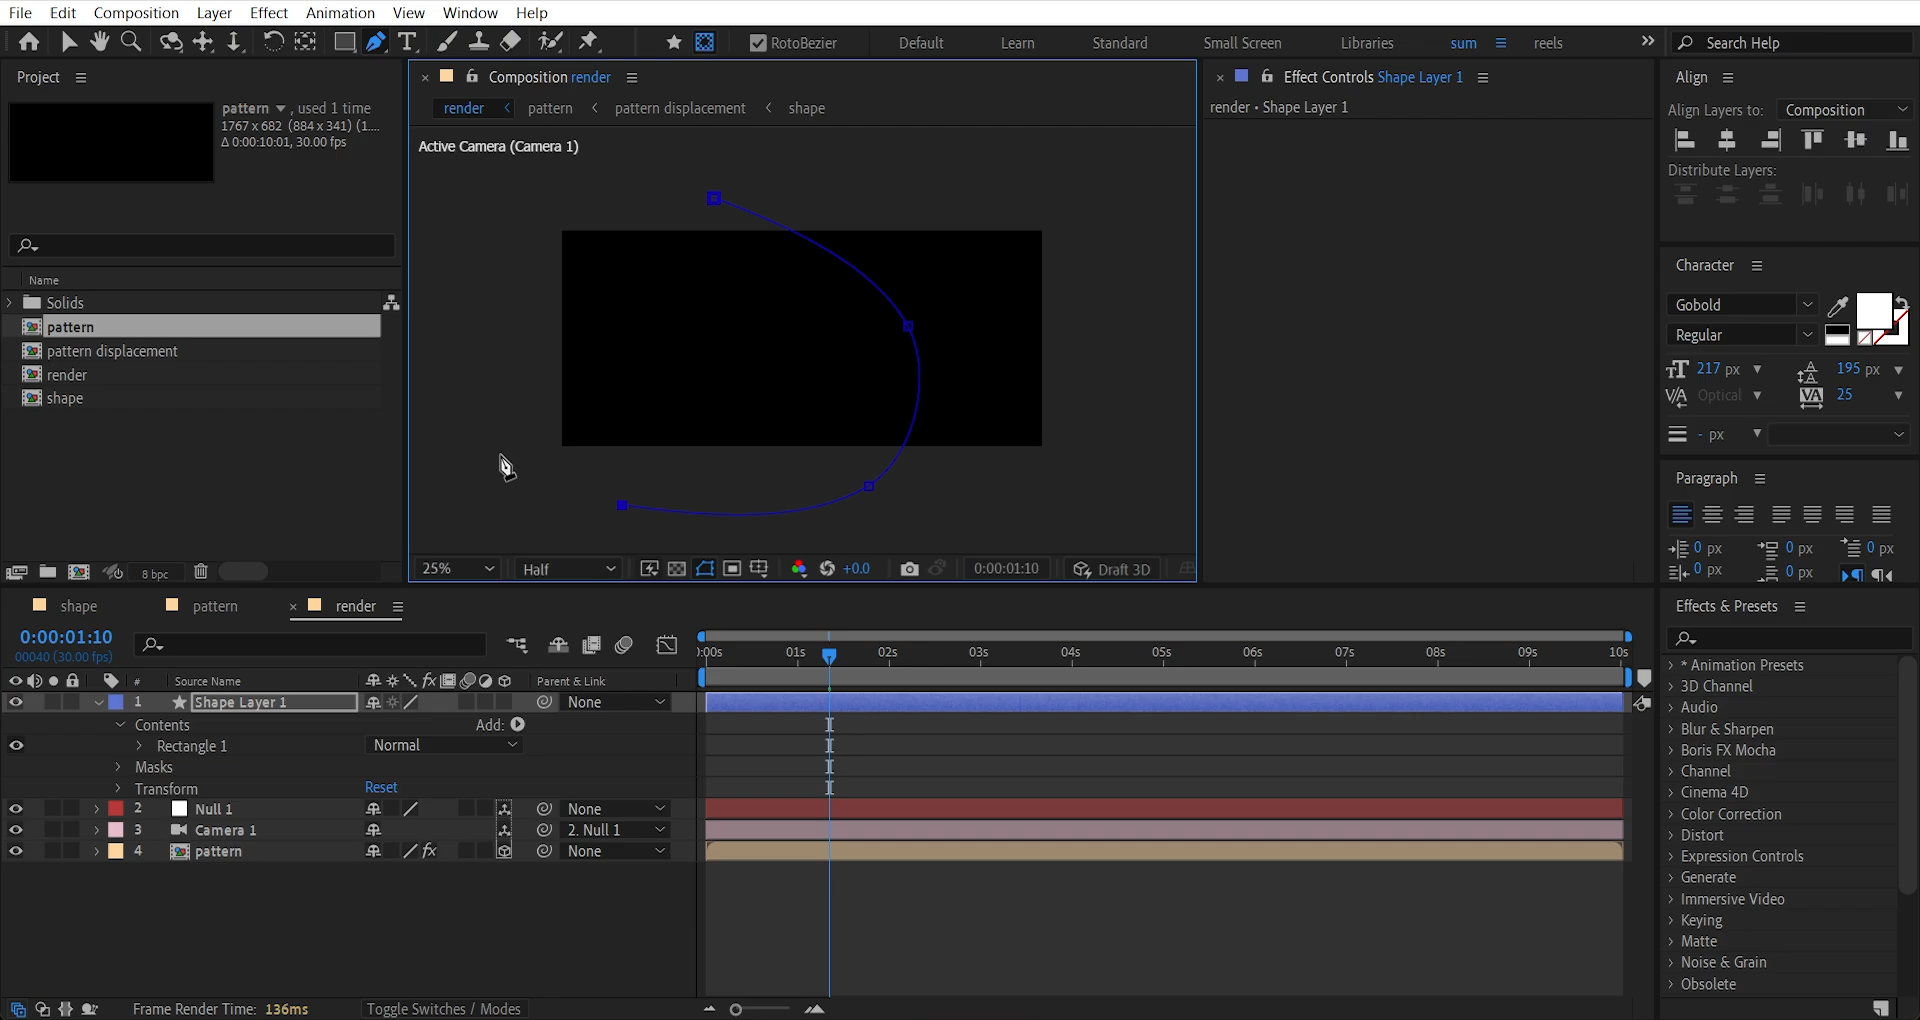 File Edit Composition Layer Effect Animation View Window Help
RotoBezier Default Learn Standard Small Screen Libraries sum reels Search Help
Project
pattern , used 1 time
1767 x 682 (884 x 341) (1....
Δ 0:00:10:01, 30.00 fps
Name
Solids
pattern
pattern displacement
render
shape
8 bpc
Composition render
render pattern pattern displacement shape
Active Camera (Camera 1)
25% Half +0.0 0:00:01:10 Draft 3D
Effect Controls Shape Layer 1
render • Shape Layer 1
Align
Align Layers to: Composition
Distribute Layers:
Character
Gobold
Regular
217 px 195 px
Optical 25
- px
Paragraph
0 px 0 px 0 px
0 px 0 px
shape pattern render
0:00:01:10
00040 (30.00 fps)
):00s 01s 02s 03s 04s 05s 06s 07s 08s 09s 10s
# Source Name Parent & Link
1 Shape Layer 1 None
Contents Add:
Rectangle 1 Normal
Masks
Transform Reset
2 Null 1 None
3 Camera 1 2. Null 1
4 pattern fx None
Frame Render Time: 136ms Toggle Switches / Modes
Effects & Presets
* Animation Presets
3D Channel
Audio
Blur & Sharpen
Boris FX Mocha
Channel
Cinema 4D
Color Correction
Distort
Expression Controls
Generate
Immersive Video
Keying
Matte
Noise & Grain
Obsolete